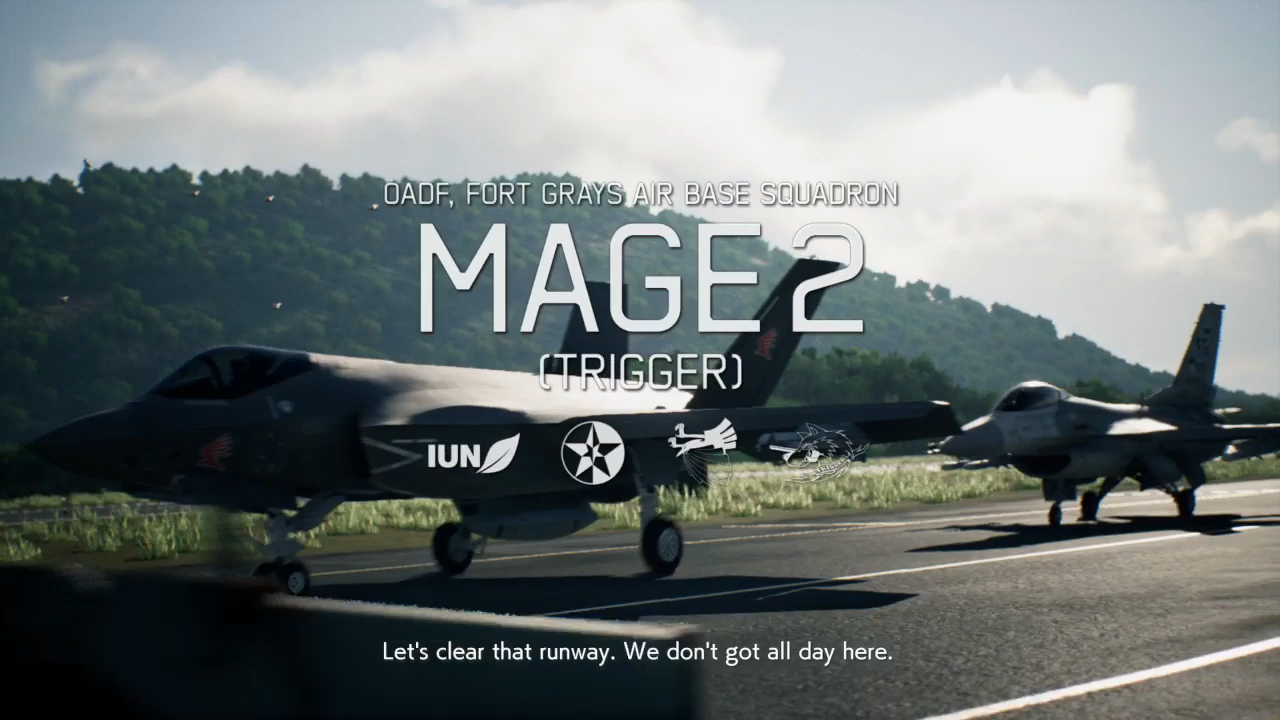 OADF, FORT GRAYS AIR BASE SQUADRON
MAGE 2
(TRIGGER)
IUN
Let's clear that runway. We don't got all day here.